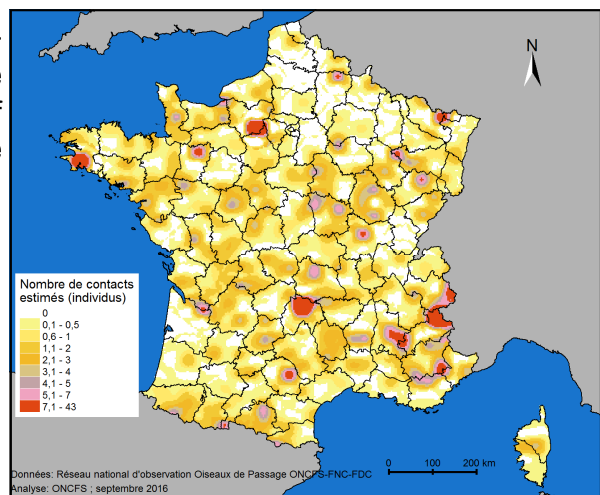 N
Nombre de contacts
estimés (individus)
0
0,1 - 0,5
0,6 - 1
1,1 - 2
2,1 - 3
3,1 - 4
4,1 - 5
5,1 - 7
7,1 - 43
0 100 200 km
Données: Réseau national d'observation Oiseaux de Passage ONCFS-FNC-FDC
Analyse: ONCFS ; septembre 2016